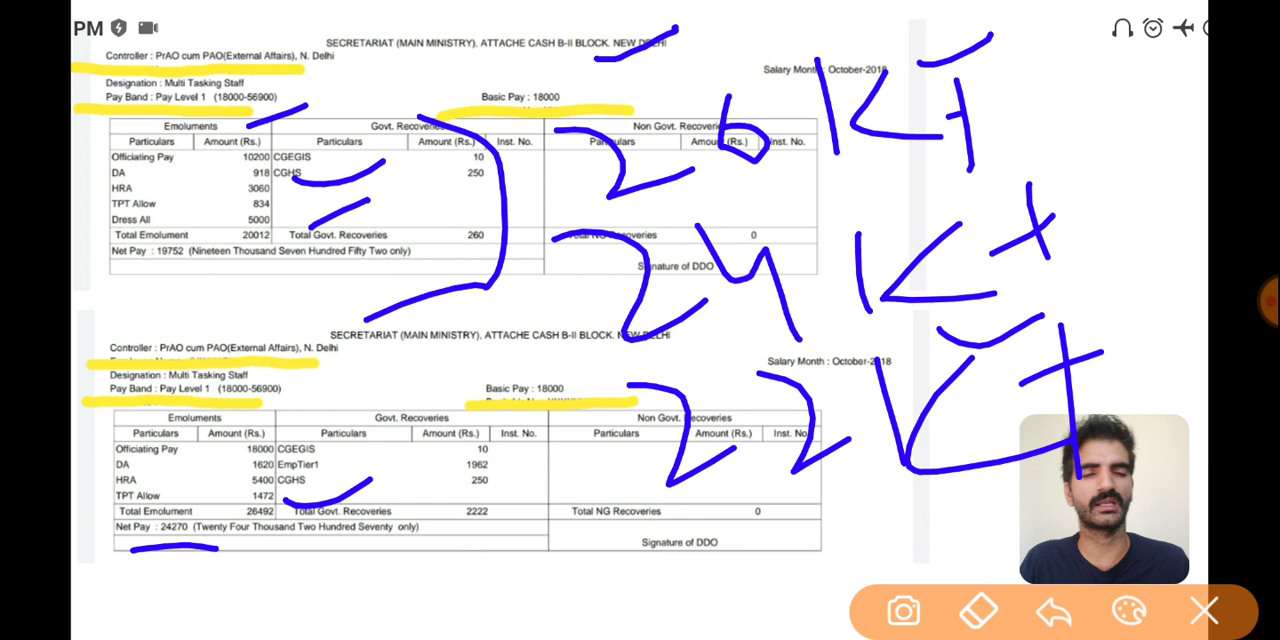 PM
SECRETARIAT (MAIN MINISTRY), ATTACHE CASH B-II BLOCK. NEW DELHI
Controller : PrAO cum PAO(External Affairs), N. Delhi
Salary Month : October-2018
Designation : Multi Tasking Staff
Pay Band : Pay Level 1 (18000-56900) Basic Pay : 18000
Emoluments Govt. Recoveries Non Govt. Recoveries
Particulars Amount (Rs.) Particulars Amount (Rs.) Inst. No. Particulars Amount (Rs.) Inst. No.
Officiating Pay 10200 CGEGIS 10
DA 918 CGHS 250
HRA 3060
TPT Allow 834
Dress All 5000
Total Emolument 20012 Total Govt. Recoveries 260 Total NG Recoveries 0
Net Pay : 19752 (Nineteen Thousand Seven Hundred Fifty Two only)
Signature of DDO
26 K+
24 K+
22 K+
SECRETARIAT (MAIN MINISTRY), ATTACHE CASH B-II BLOCK. NEW DELHI
Controller : PrAO cum PAO(External Affairs), N. Delhi
Salary Month : October-2018
Designation : Multi Tasking Staff
Pay Band : Pay Level 1 (18000-56900) Basic Pay : 18000
Emoluments Govt. Recoveries Non Govt. Recoveries
Particulars Amount (Rs.) Particulars Amount (Rs.) Inst. No. Particulars Amount (Rs.) Inst. No.
Officiating Pay 18000 CGEGIS 10
DA 1620 EmpTier1 1962
HRA 5400 CGHS 250
TPT Allow 1472
Total Emolument 26492 Total Govt. Recoveries 2222 Total NG Recoveries 0
Net Pay : 24270 (Twenty Four Thousand Two Hundred Seventy only)
Signature of DDO